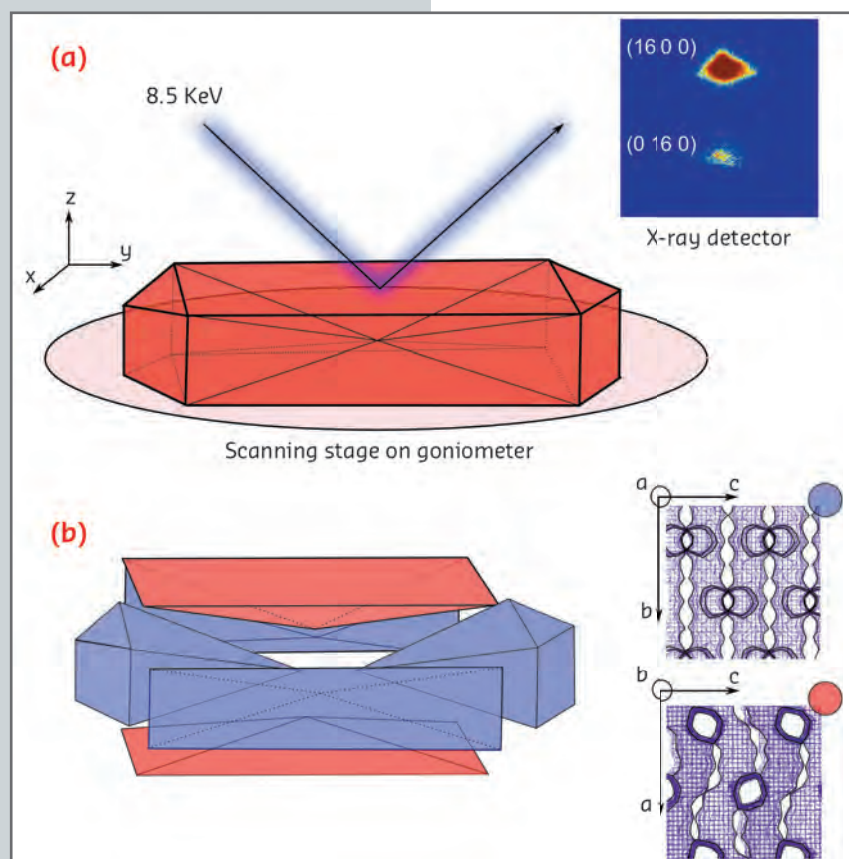 (a)
8.5 KeV
(16 0 0)
(0 16 0)
X-ray detector
z
y
x
Scanning stage on goniometer
(b)
a
c
b
b
c
a